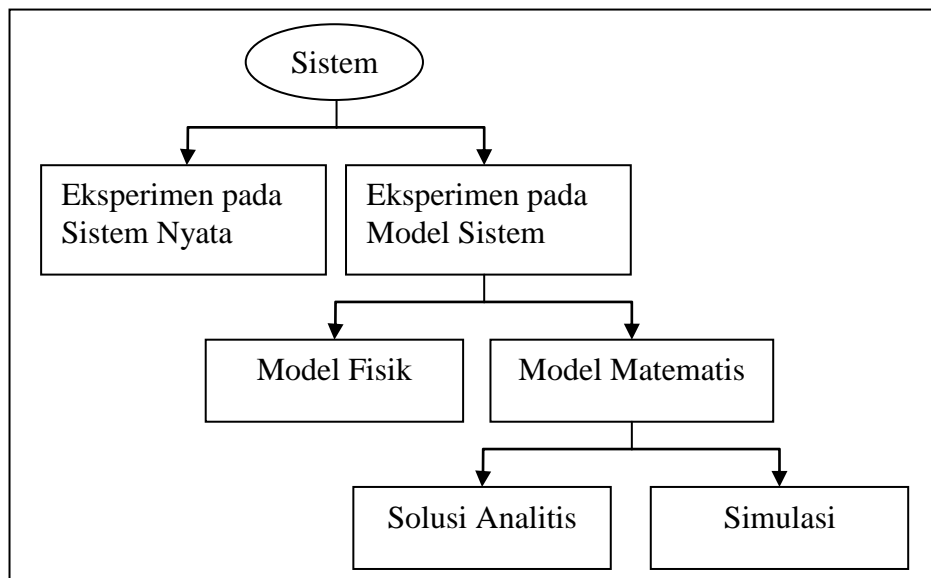 Sistem
Eksperimen pada
Sistem Nyata
Eksperimen pada
Model Sistem
Model Fisik
Model Matematis
Solusi Analitis
Simulasi